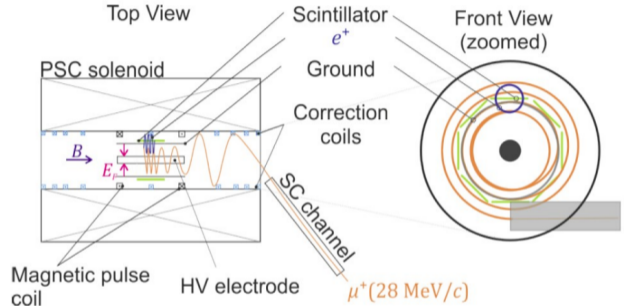 Top View
Scintillator
e⁺
Ground
Front View
(zoomed)
PSC solenoid
Correction
coils
B
E_r
SC channel
Magnetic pulse
coil
HV electrode
μ⁺(28 MeV/c)